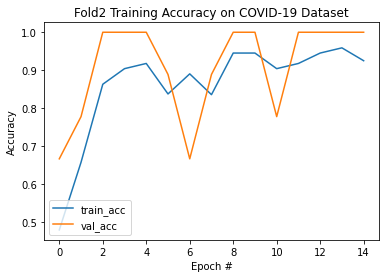 Fold2 Training Accuracy on COVID-19 Dataset
1.0
0.9
0.8
0.7
0.6
0.5
Accuracy
train_acc
val_acc
0 2 4 6 8 10 12 14
Epoch #